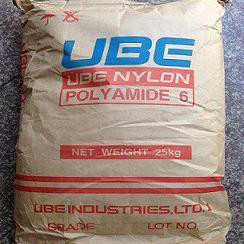 UBE
UBE NYLON
POLYAMIDE 6
NET WEIGHT 25kg
UBE INDUSTRIES, LTD.
GRADE LOT NO.